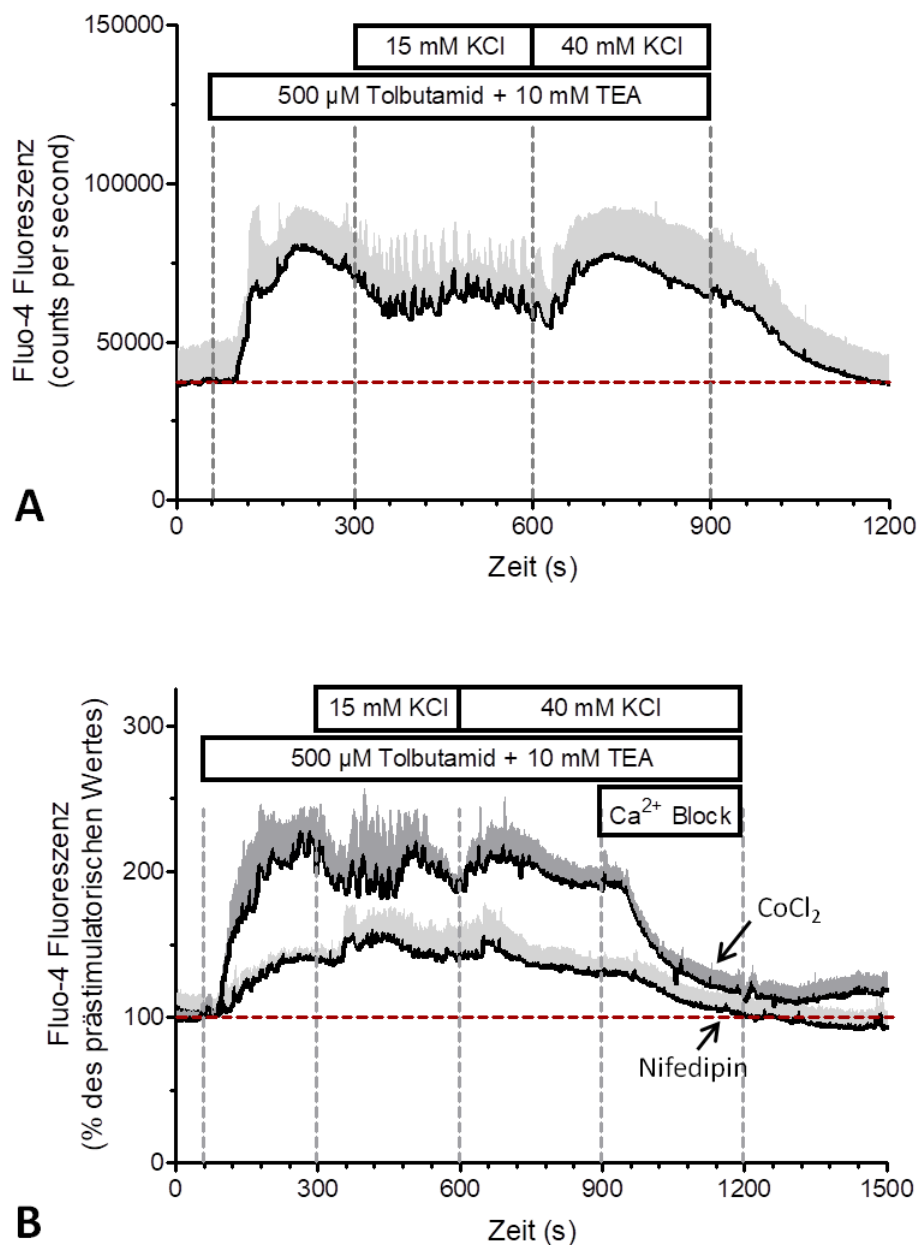 150000
15 mM KCl
40 mM KCl
500 µM Tolbutamid + 10 mM TEA
100000
Fluo-4 Fluoreszenz
(counts per second)
50000
0
A
0
300
600
900
1200
Zeit (s)
15 mM KCl
40 mM KCl
300
500 µM Tolbutamid + 10 mM TEA
Ca²⁺ Block
Fluo-4 Fluoreszenz
(% des prästimulatorischen Wertes)
200
CoCl₂
100
Nifedipin
0
0
300
600
900
1200
1500
B
Zeit (s)